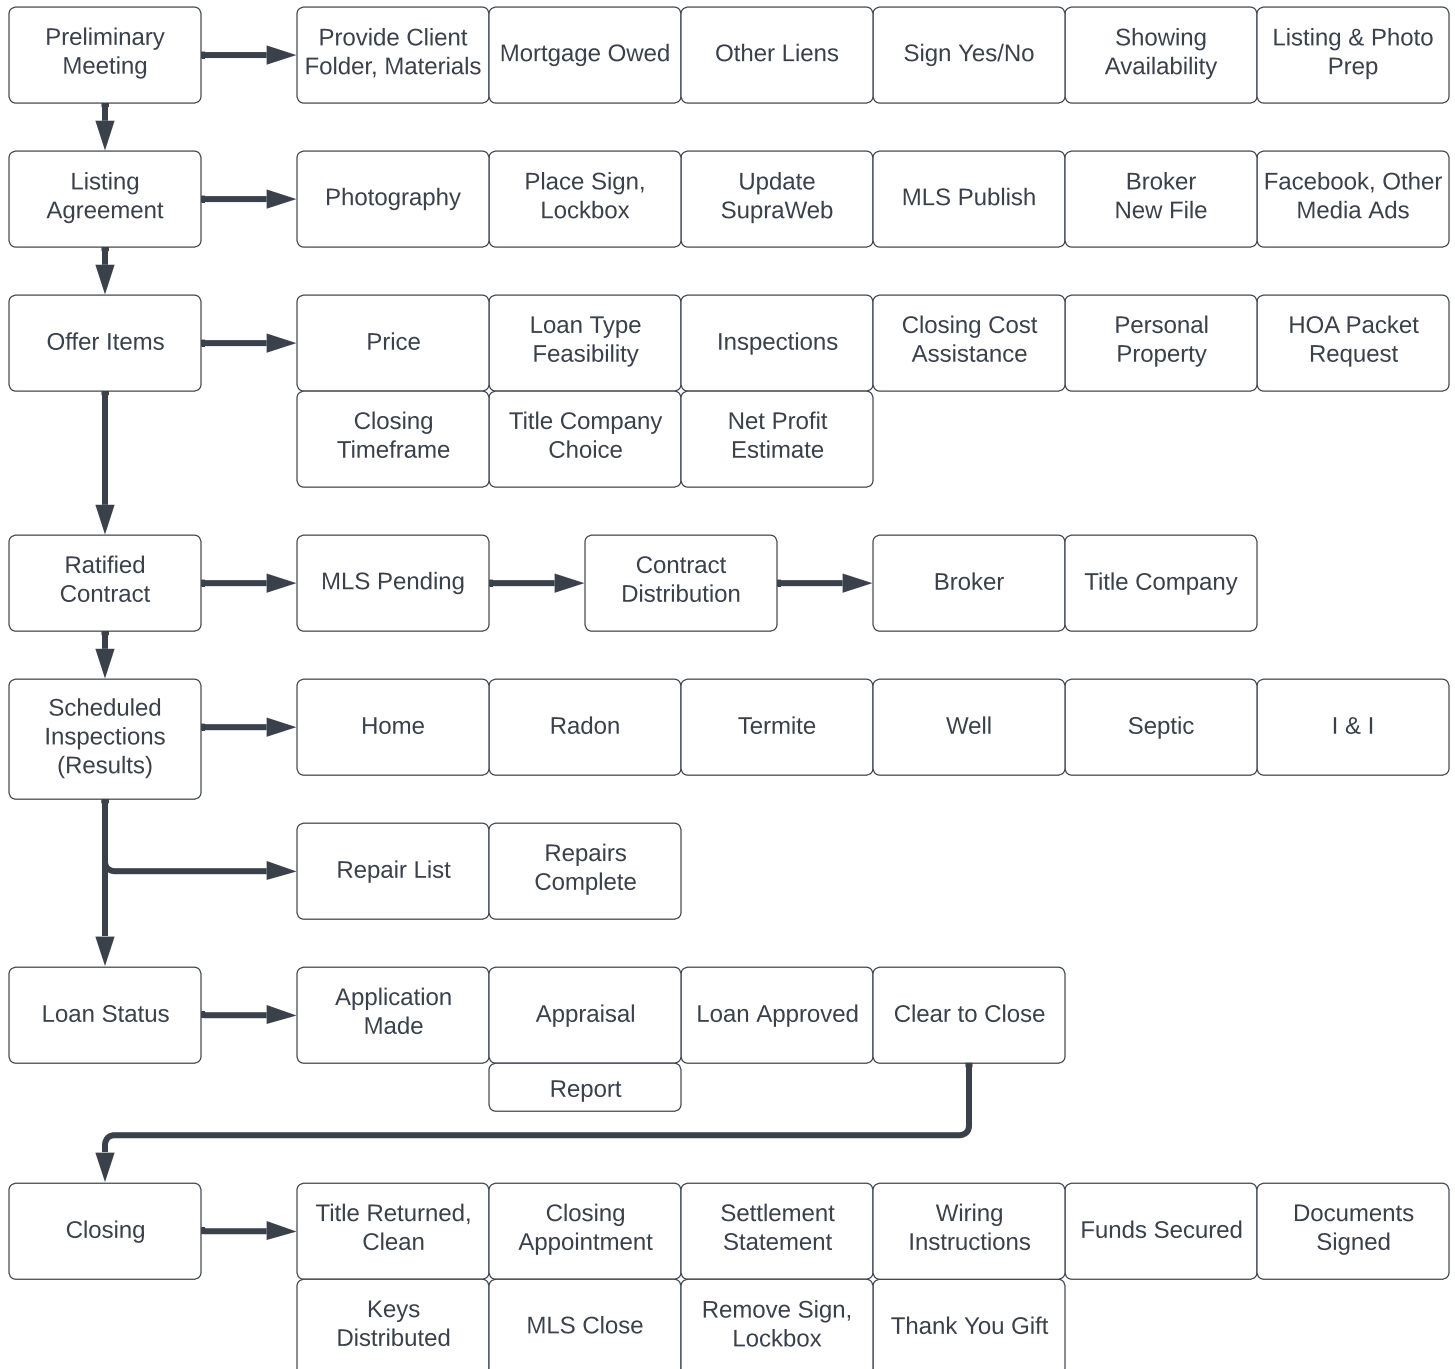 Preliminary
Meeting
Provide Client
Folder, Materials
Mortgage Owed
Other Liens
Sign Yes/No
Showing
Availability
Listing & Photo
Prep
Listing
Agreement
Photography
Place Sign,
Lockbox
Update
SupraWeb
MLS Publish
Broker
New File
Facebook, Other
Media Ads
Offer Items
Price
Loan Type
Feasibility
Inspections
Closing Cost
Assistance
Personal
Property
HOA Packet
Request
Closing
Timeframe
Title Company
Choice
Net Profit
Estimate
Ratified
Contract
MLS Pending
Contract
Distribution
Broker
Title Company
Scheduled
Inspections
(Results)
Home
Radon
Termite
Well
Septic
I & I
Repair List
Repairs
Complete
Loan Status
Application
Made
Appraisal
Loan Approved
Clear to Close
Report
Closing
Title Returned,
Clean
Closing
Appointment
Settlement
Statement
Wiring
Instructions
Funds Secured
Documents
Signed
Keys
Distributed
MLS Close
Remove Sign,
Lockbox
Thank You Gift